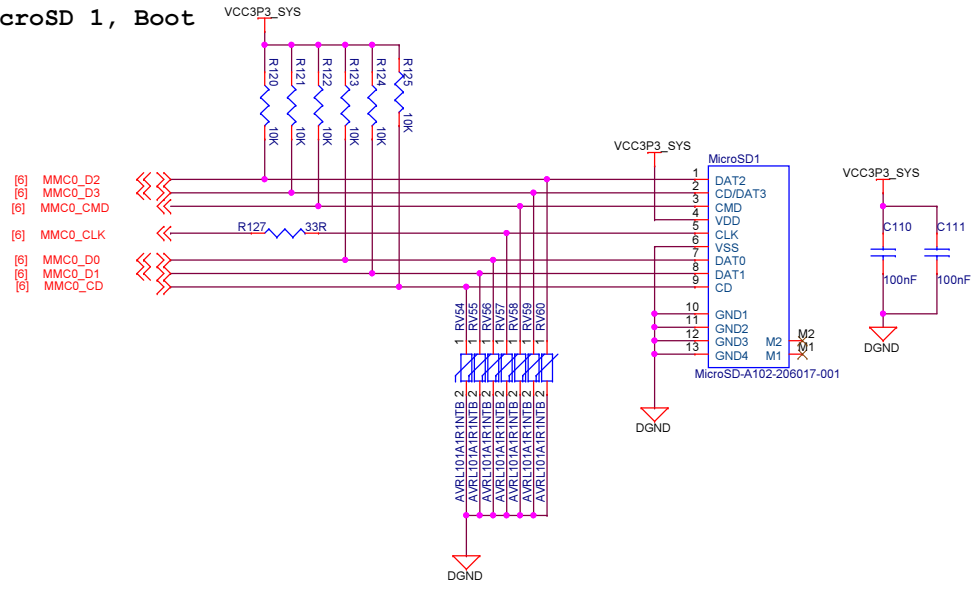 croSD 1, Boot
VCC3P3_SYS
R120
R121
R122
R123
R124
R125
10K
10K
10K
10K
10K
10K
[6] MMC0_D2
[6] MMC0_D3
[6] MMC0_CMD
[6] MMC0_CLK
R127 33R
[6] MMC0_D0
[6] MMC0_D1
[6] MMC0_CD
VCC3P3_SYS
MicroSD1
1 DAT2
2 CD/DAT3
3 CMD
4 VDD
5 CLK
6 VSS
7 DAT0
8 DAT1
9 CD
10 GND1
11 GND2
12 GND3 M2 M2
13 GND4 M1 M1
MicroSD-A102-206017-001
DGND
VCC3P3_SYS
C110 C111
100nF 100nF
DGND
1 RV54
1 RV55
1 RV56
1 RV57
1 RV58
1 RV59
1 RV60
AVRL101A1R1NTB 2
AVRL101A1R1NTB 2
AVRL101A1R1NTB 2
AVRL101A1R1NTB 2
AVRL101A1R1NTB 2
AVRL101A1R1NTB 2
AVRL101A1R1NTB 2
DGND